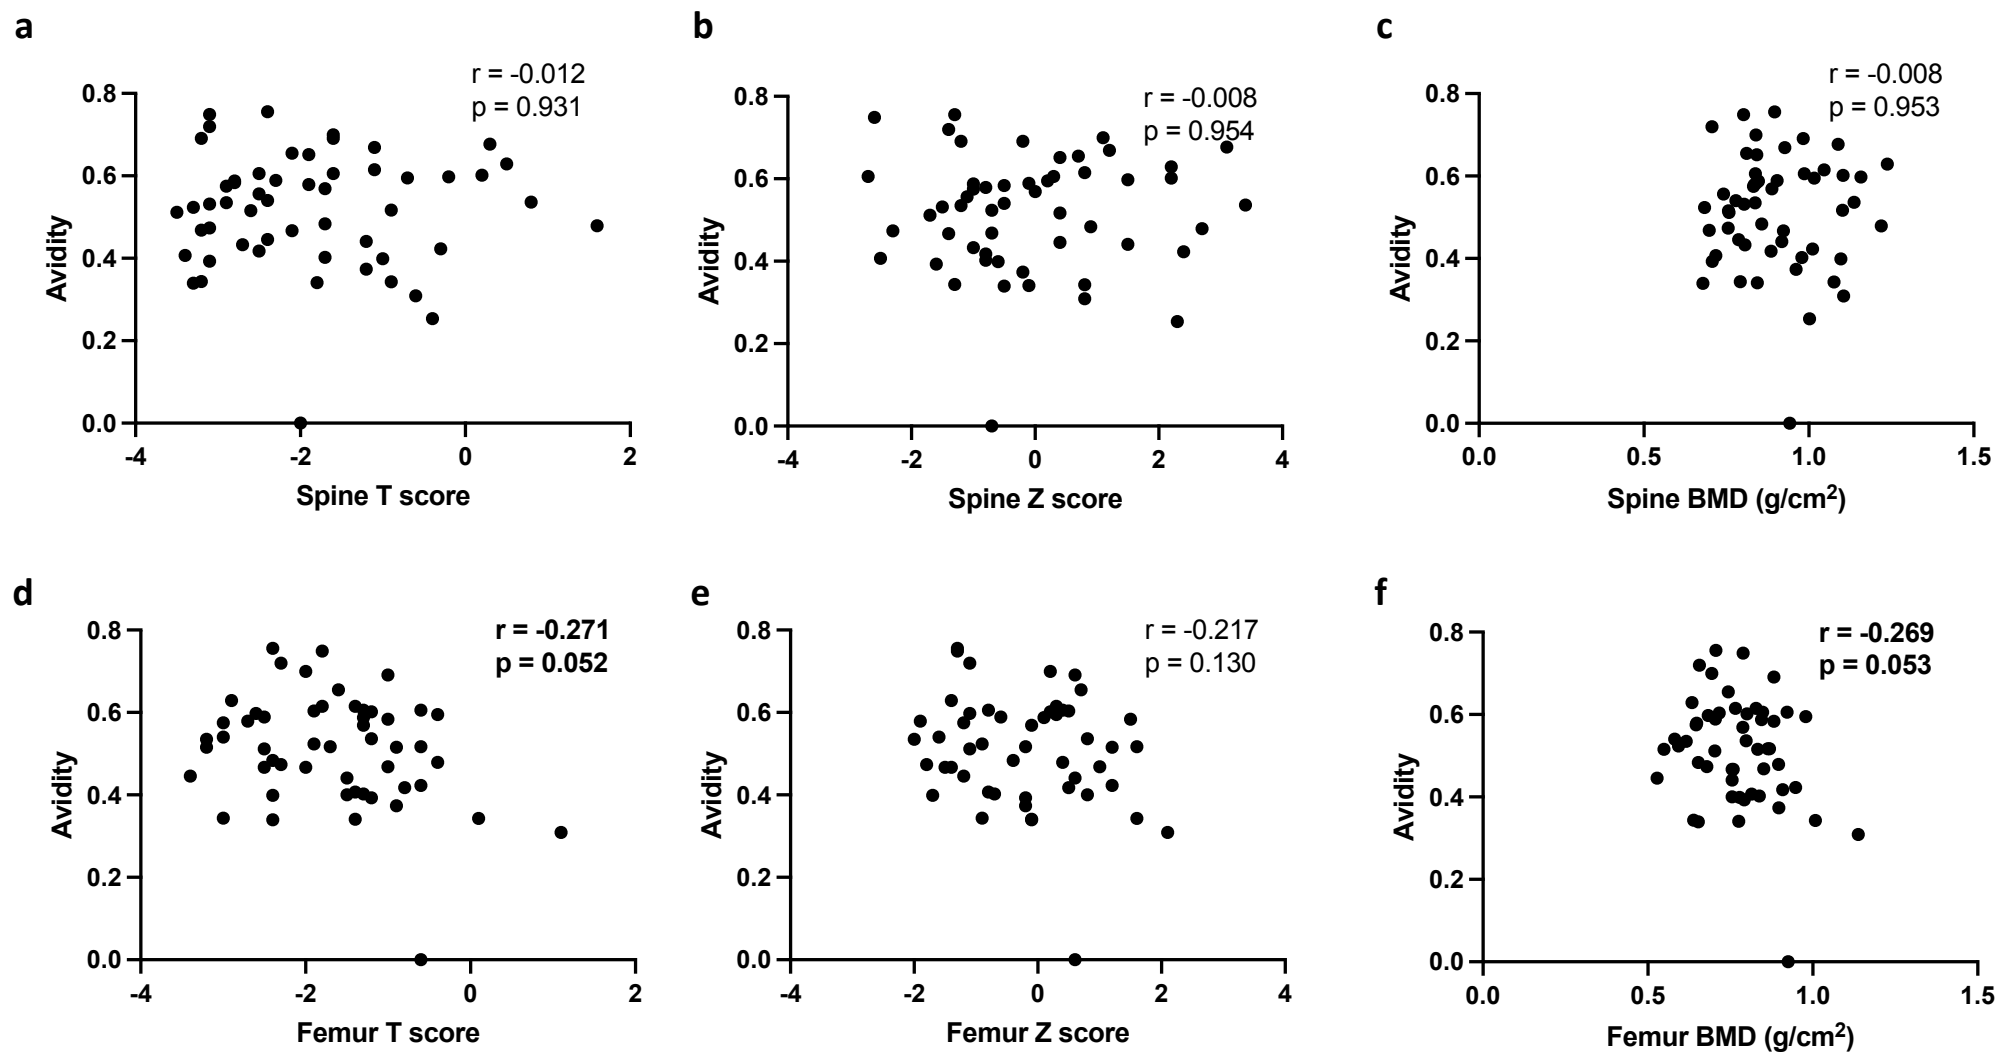 a
r = -0.012
p = 0.931
0.8
0.6
0.4
0.2
0.0
Avidity
-4
-2
0
2
Spine T score
b
r = -0.008
p = 0.954
0.8
0.6
0.4
0.2
0.0
Avidity
-4
-2
0
2
4
Spine Z score
c
r = -0.008
p = 0.953
0.8
0.6
0.4
0.2
0.0
Avidity
0.0
0.5
1.0
1.5
Spine BMD (g/cm²)
d
r = -0.271
p = 0.052
0.8
0.6
0.4
0.2
0.0
Avidity
-4
-2
0
2
Femur T score
e
r = -0.217
p = 0.130
0.8
0.6
0.4
0.2
0.0
Avidity
-4
-2
0
2
4
Femur Z score
f
r = -0.269
p = 0.053
0.8
0.6
0.4
0.2
0.0
Avidity
0.0
0.5
1.0
1.5
Femur BMD (g/cm²)